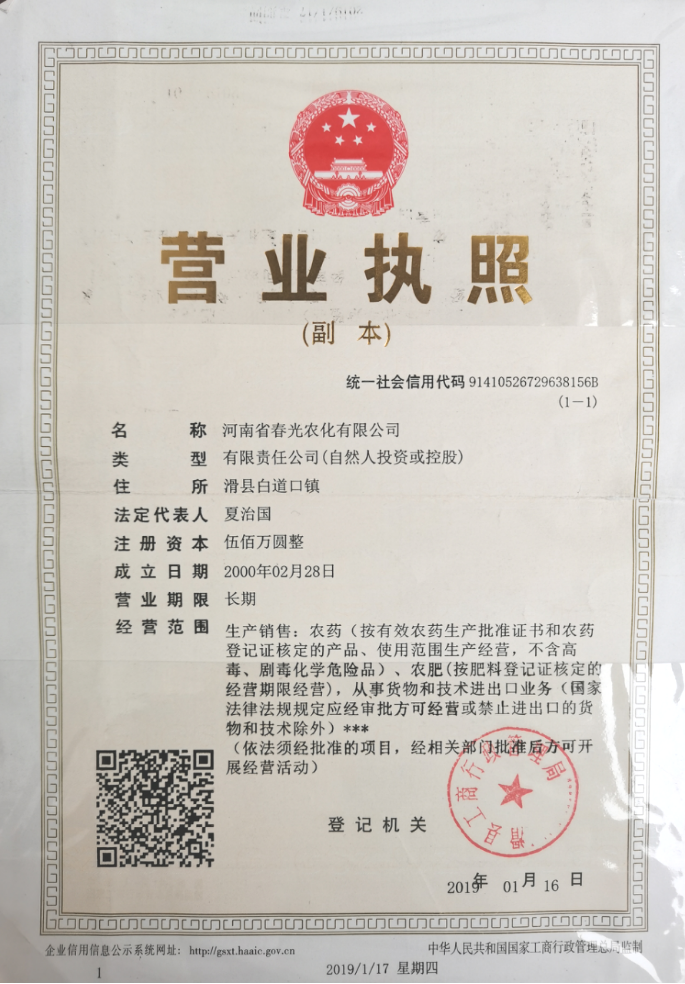 营业执照
(副 本)
统一社会信用代码 91410526729638156B
(1-1)
名 称 河南省春光农化有限公司
类 型 有限责任公司(自然人投资或控股)
住 所 滑县白道口镇
法定代表人 夏治国
注册资本 伍佰万圆整
成立日期 2000年02月28日
营业期限 长期
经营范围 生产销售：农药（按有效农药生产批准证书和农药
登记证核定的产品、使用范围生产经营，不含高
毒、剧毒化学危险品）、农肥(按肥料登记证核定的
经营期限经营)，从事货物和技术进出口业务（国家
法律法规规定应经审批方可经营或禁止进出口的货
物和技术除外）***
（依法须经批准的项目，经相关部门批准后方可开
展经营活动）
滑县工商行政管理局
登记机关
2019年 01月 16日
企业信用信息公示系统网址：http://gsxt.haaic.gov.cn
中华人民共和国国家工商行政管理总局监制
1
2019/1/17 星期四